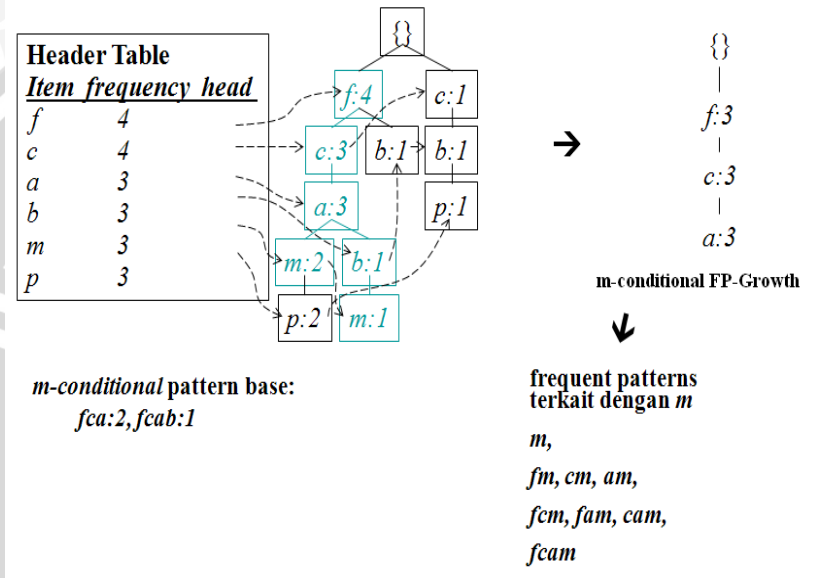 Header Table
Item frequency head
f 4
c 4
a 3
b 3
m 3
p 3
{}
f:4 c:1
c:3 b:1 b:1
a:3 p:1
m:2 b:1
p:2 m:1
m-conditional pattern base:
fca:2, fcab:1
{}
f:3
c:3
a:3
m-conditional FP-Growth
frequent patterns
terkait dengan m
m,
fm, cm, am,
fcm, fam, cam,
fcam